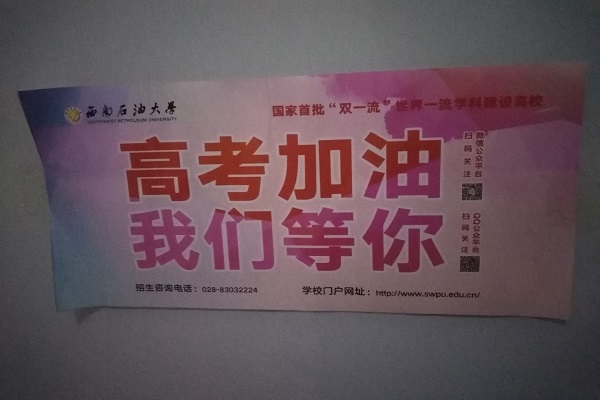 西南石油大学
SOUTHWEST PETROLEUM UNIVERSITY
国家首批“双一流”世界一流学科建设高校
高考加油
我们等你
微信公众平台
扫码关注
QQ公众平台
扫码关注
招生咨询电话：028-83032224
学校门户网址：http://www.swpu.edu.cn/